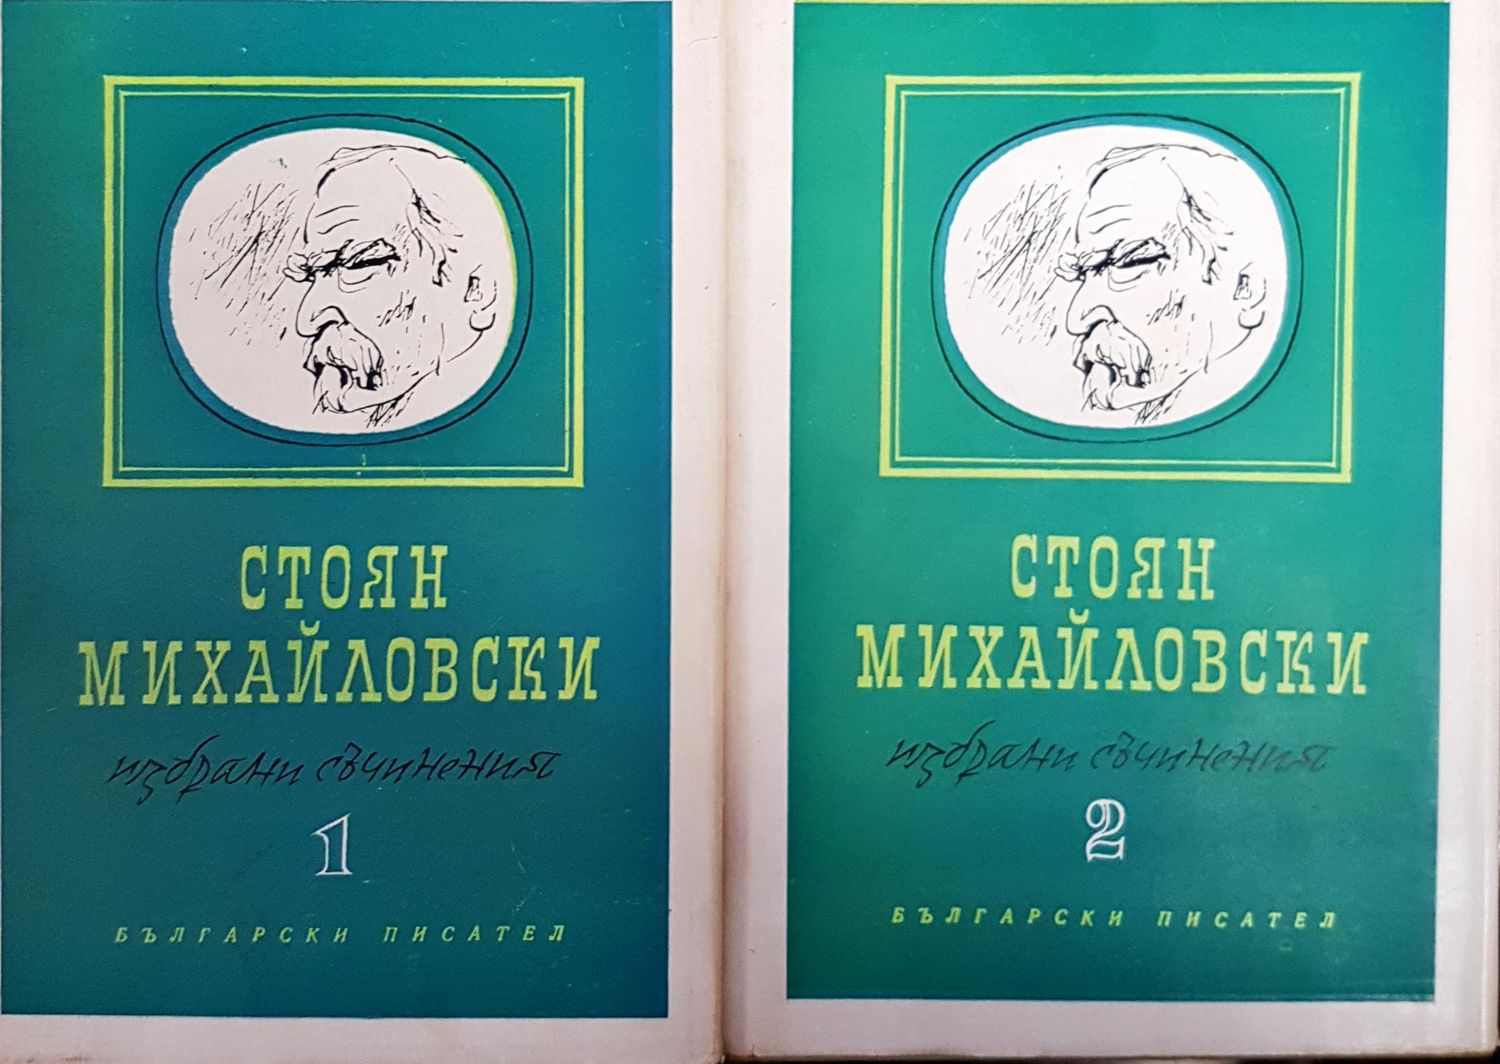 СТОЯН
МИХАЙЛОВСКИ
избрани съчинения
1
БЪЛГАРСКИ ПИСАТЕЛ
СТОЯН
МИХАЙЛОВСКИ
избрани съчинения
2
БЪЛГАРСКИ ПИСАТЕЛ